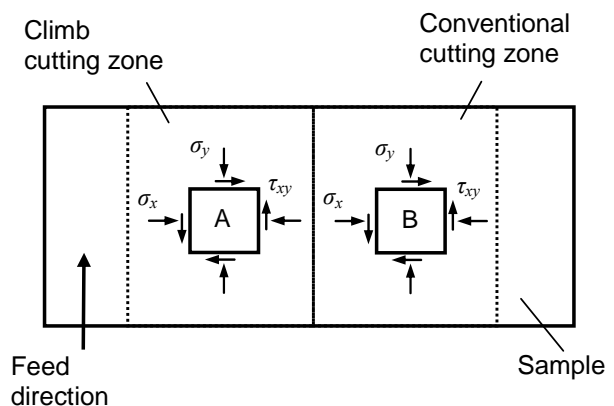 Climb
cutting zone
Conventional
cutting zone
σy
σy
σx
τxy
σx
τxy
A
B
Feed
direction
Sample